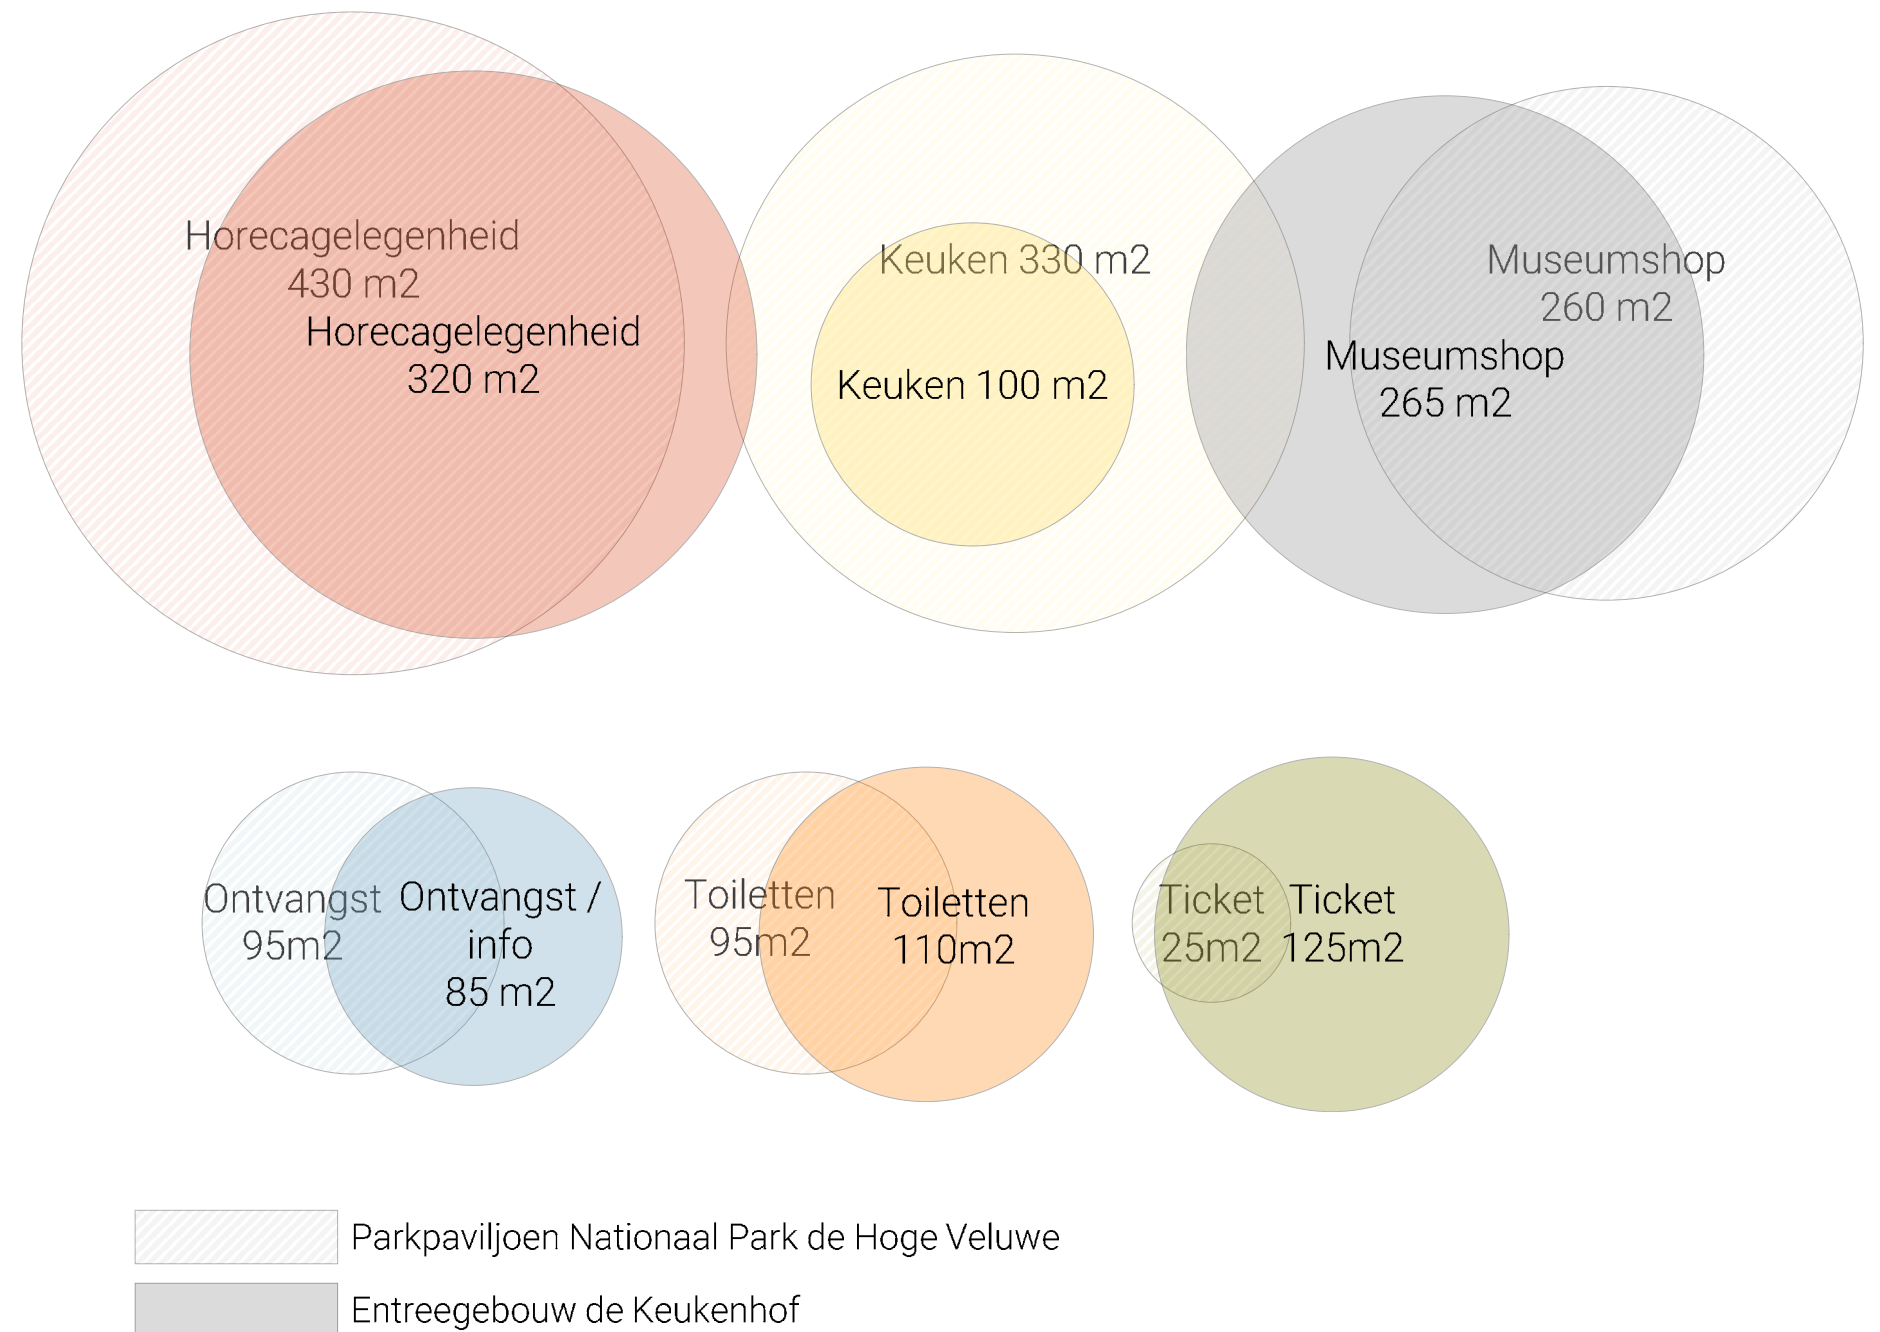 Horecagelegenheid
430 m2
Horecagelegenheid
320 m2
Keuken 330 m2
Keuken 100 m2
Museumshop
260 m2
Museumshop
265 m2
Ontvangst
95m2
Ontvangst /
info
85 m2
Toiletten
95m2
Toiletten
110m2
Ticket
25m2
Ticket
125m2
Parkpaviljoen Nationaal Park de Hoge Veluwe
Entreegebouw de Keukenhof